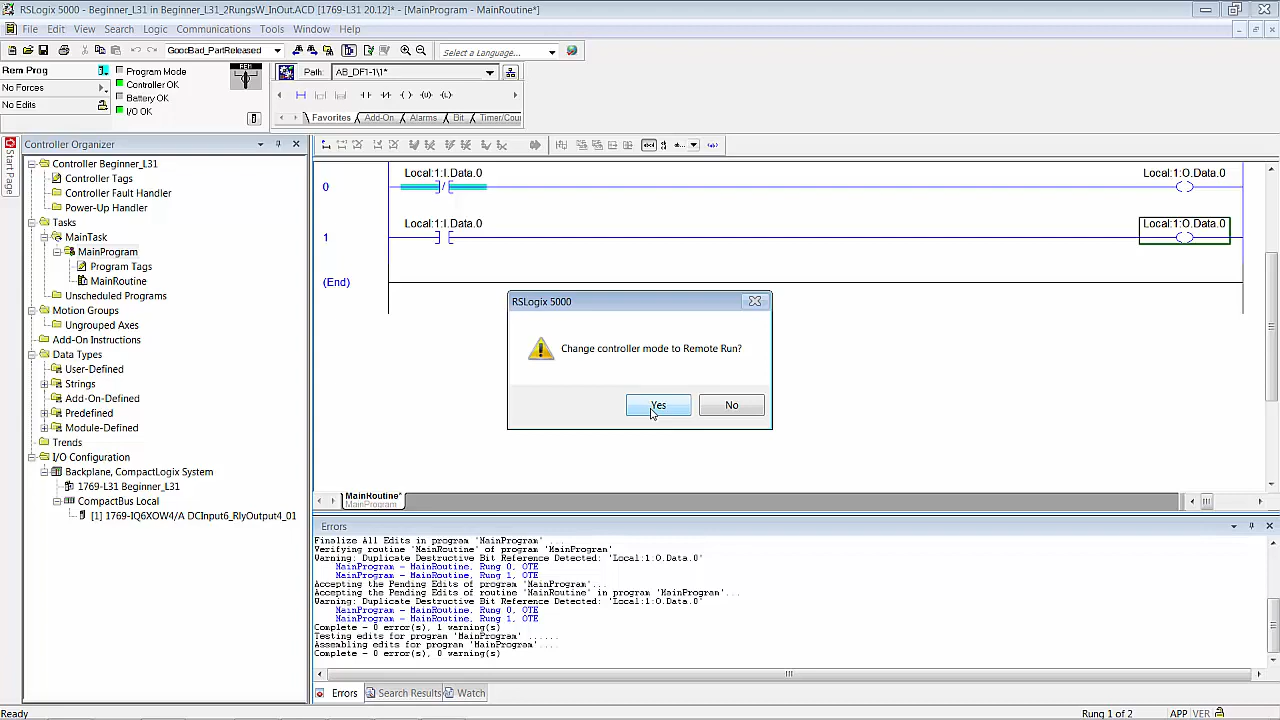 RSLogix 5000 - Beginner_L31 in Beginner_L31_2RungsW_InOut.ACD [1769-L31 20.12]* - [MainProgram - MainRoutine*]
File Edit View Search Logic Communications Tools Window Help
GoodBad_PartReleased
Select a Language...
Rem Prog
No Forces
No Edits
Program Mode
Controller OK
Battery OK
I/O OK
REM
Path: AB_DF1-1\1*
Favorites Add-On Alarms Bit Timer/Cou
Start Page
Controller Organizer
Controller Beginner_L31
Controller Tags
Controller Fault Handler
Power-Up Handler
Tasks
MainTask
MainProgram
Program Tags
MainRoutine
Unscheduled Programs
Motion Groups
Ungrouped Axes
Add-On Instructions
Data Types
User-Defined
Strings
Add-On-Defined
Predefined
Module-Defined
Trends
I/O Configuration
Backplane, CompactLogix System
1769-L31 Beginner_L31
CompactBus Local
[1] 1769-IQ6XOW4/A DCInput6_RlyOutput4_01
Local:1:I.Data.0 Local:1:O.Data.0
0
Local:1:I.Data.0 Local:1:O.Data.0
1
(End)
RSLogix 5000
Change controller mode to Remote Run?
Yes No
MainRoutine*
MainProgram
Errors
Finalize All Edits in program 'MainProgram' ...
Verifying routine 'MainRoutine' of program 'MainProgram'
Warning: Duplicate Destructive Bit Reference Detected: 'Local:1:O.Data.0'
MainProgram - MainRoutine, Rung 0, OTE
MainProgram - MainRoutine, Rung 1, OTE
Accepting the Pending Edits of program 'MainProgram'...
Accepting the Pending Edits of routine 'MainRoutine' in program 'MainProgram'...
Warning: Duplicate Destructive Bit Reference Detected: 'Local:1:O.Data.0'
MainProgram - MainRoutine, Rung 0, OTE
MainProgram - MainRoutine, Rung 1, OTE
Complete - 0 error(s), 1 warning(s)
Testing edits for program 'MainProgram' ......
Assembling edits for program 'MainProgram'....
Complete - 0 error(s), 0 warning(s)
Errors Search Results Watch
Ready Rung 1 of 2 APP VER